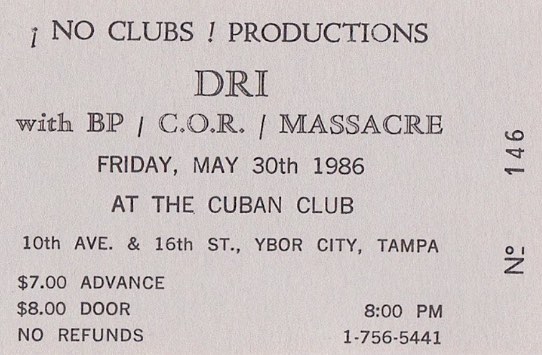 ¡ NO CLUBS ! PRODUCTIONS
DRI
with BP / C.O.R. / MASSACRE
FRIDAY, MAY 30th 1986
AT THE CUBAN CLUB
10th AVE. & 16th ST., YBOR CITY, TAMPA
$7.00 ADVANCE
$8.00 DOOR 8:00 PM
NO REFUNDS 1-756-5441
Nº 146